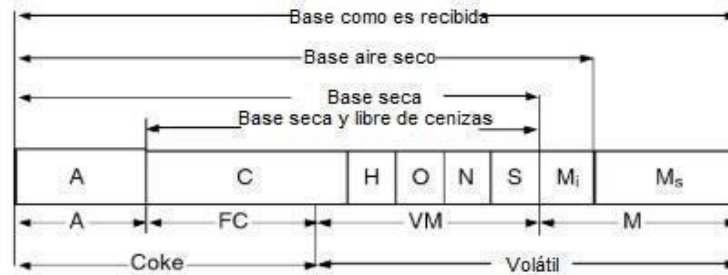 Base como es recibida
Base aire seco
Base seca
Base seca y libre de cenizas
A C H O N S Mi Ms
A FC VM M
Coke Volátil